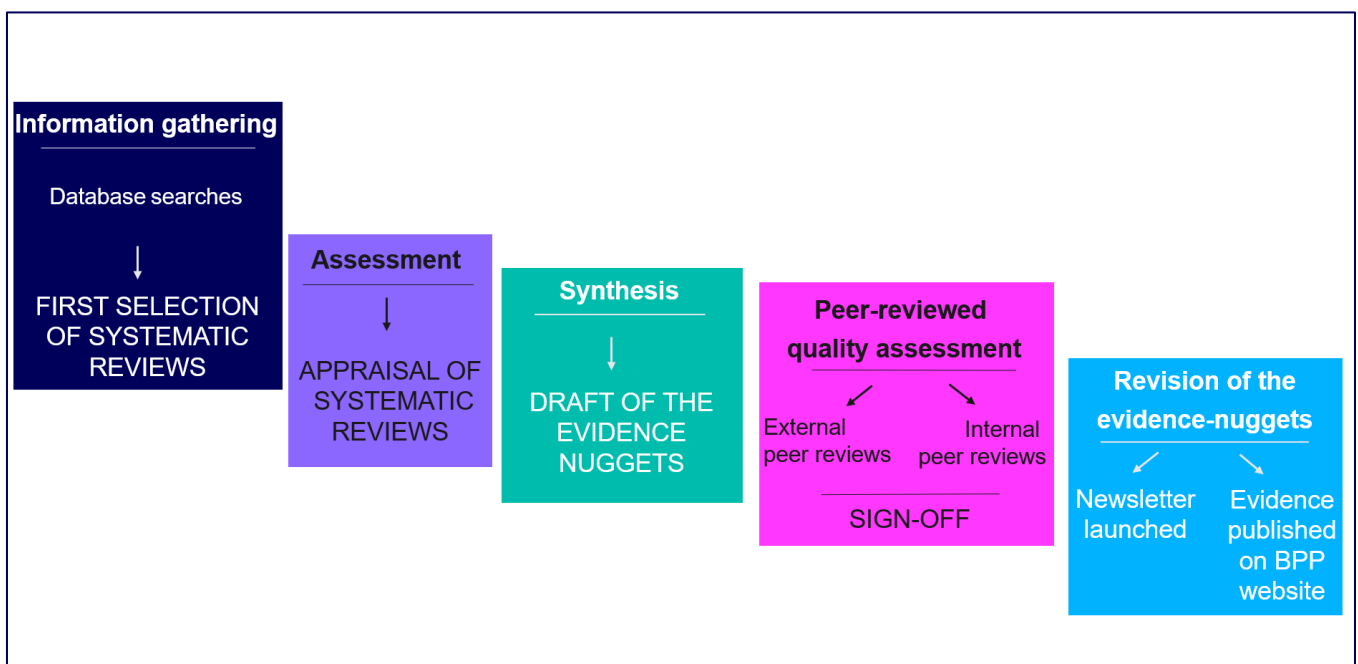 Information gathering
Database searches
FIRST SELECTION
OF SYSTEMATIC
REVIEWS
Assessment
APPRAISAL OF
SYSTEMATIC
REVIEWS
Synthesis
DRAFT OF THE
EVIDENCE
NUGGETS
Peer-reviewed
quality assessment
External
peer reviews
Internal
peer reviews
SIGN-OFF
Revision of the
evidence-nuggets
Newsletter
launched
Evidence
published
on BPP
website